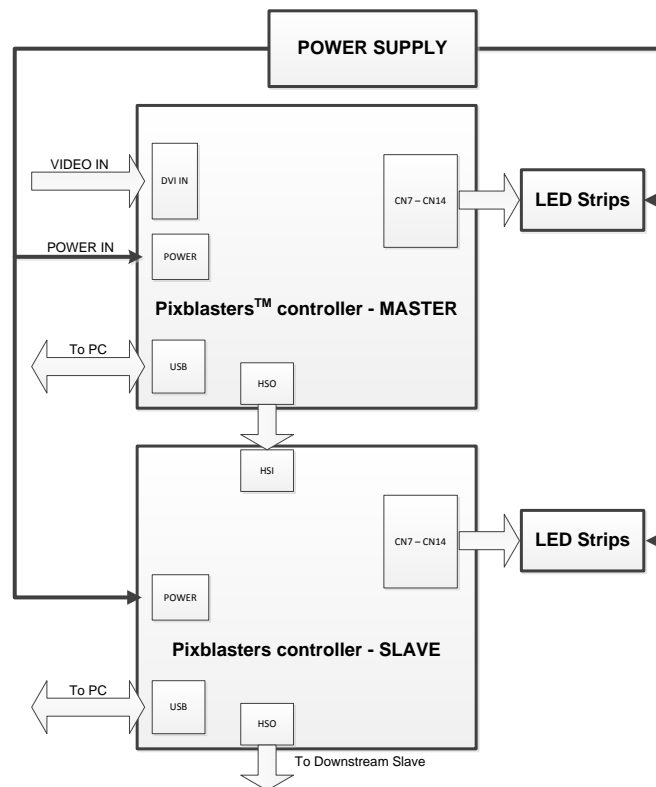 POWER SUPPLY
VIDEO IN
DVI IN
CN7 – CN14
LED Strips
POWER IN
POWER
Pixblasters™ controller - MASTER
To PC
USB
HSO
HSI
CN7 – CN14
LED Strips
POWER
Pixblasters controller - SLAVE
To PC
USB
HSO
To Downstream Slave